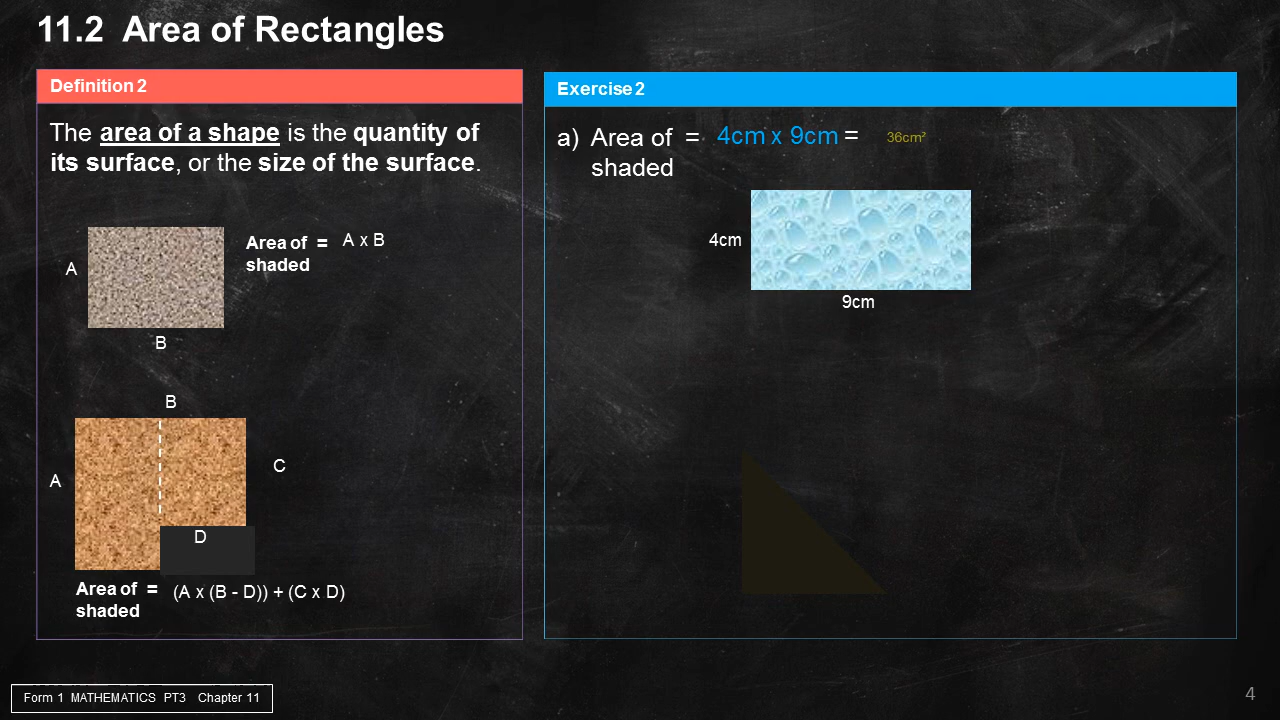 11.2 Area of Rectangles
Definition 2
The area of a shape is the quantity of
its surface, or the size of the surface.
A
Area of = A x B
shaded
B
B
A
C
D
Area of = (A x (B - D)) + (C x D)
shaded
Exercise 2
a) Area of = 4cm x 9cm = 36cm²
shaded
4cm
9cm
Form 1 MATHEMATICS PT3 Chapter 11
4